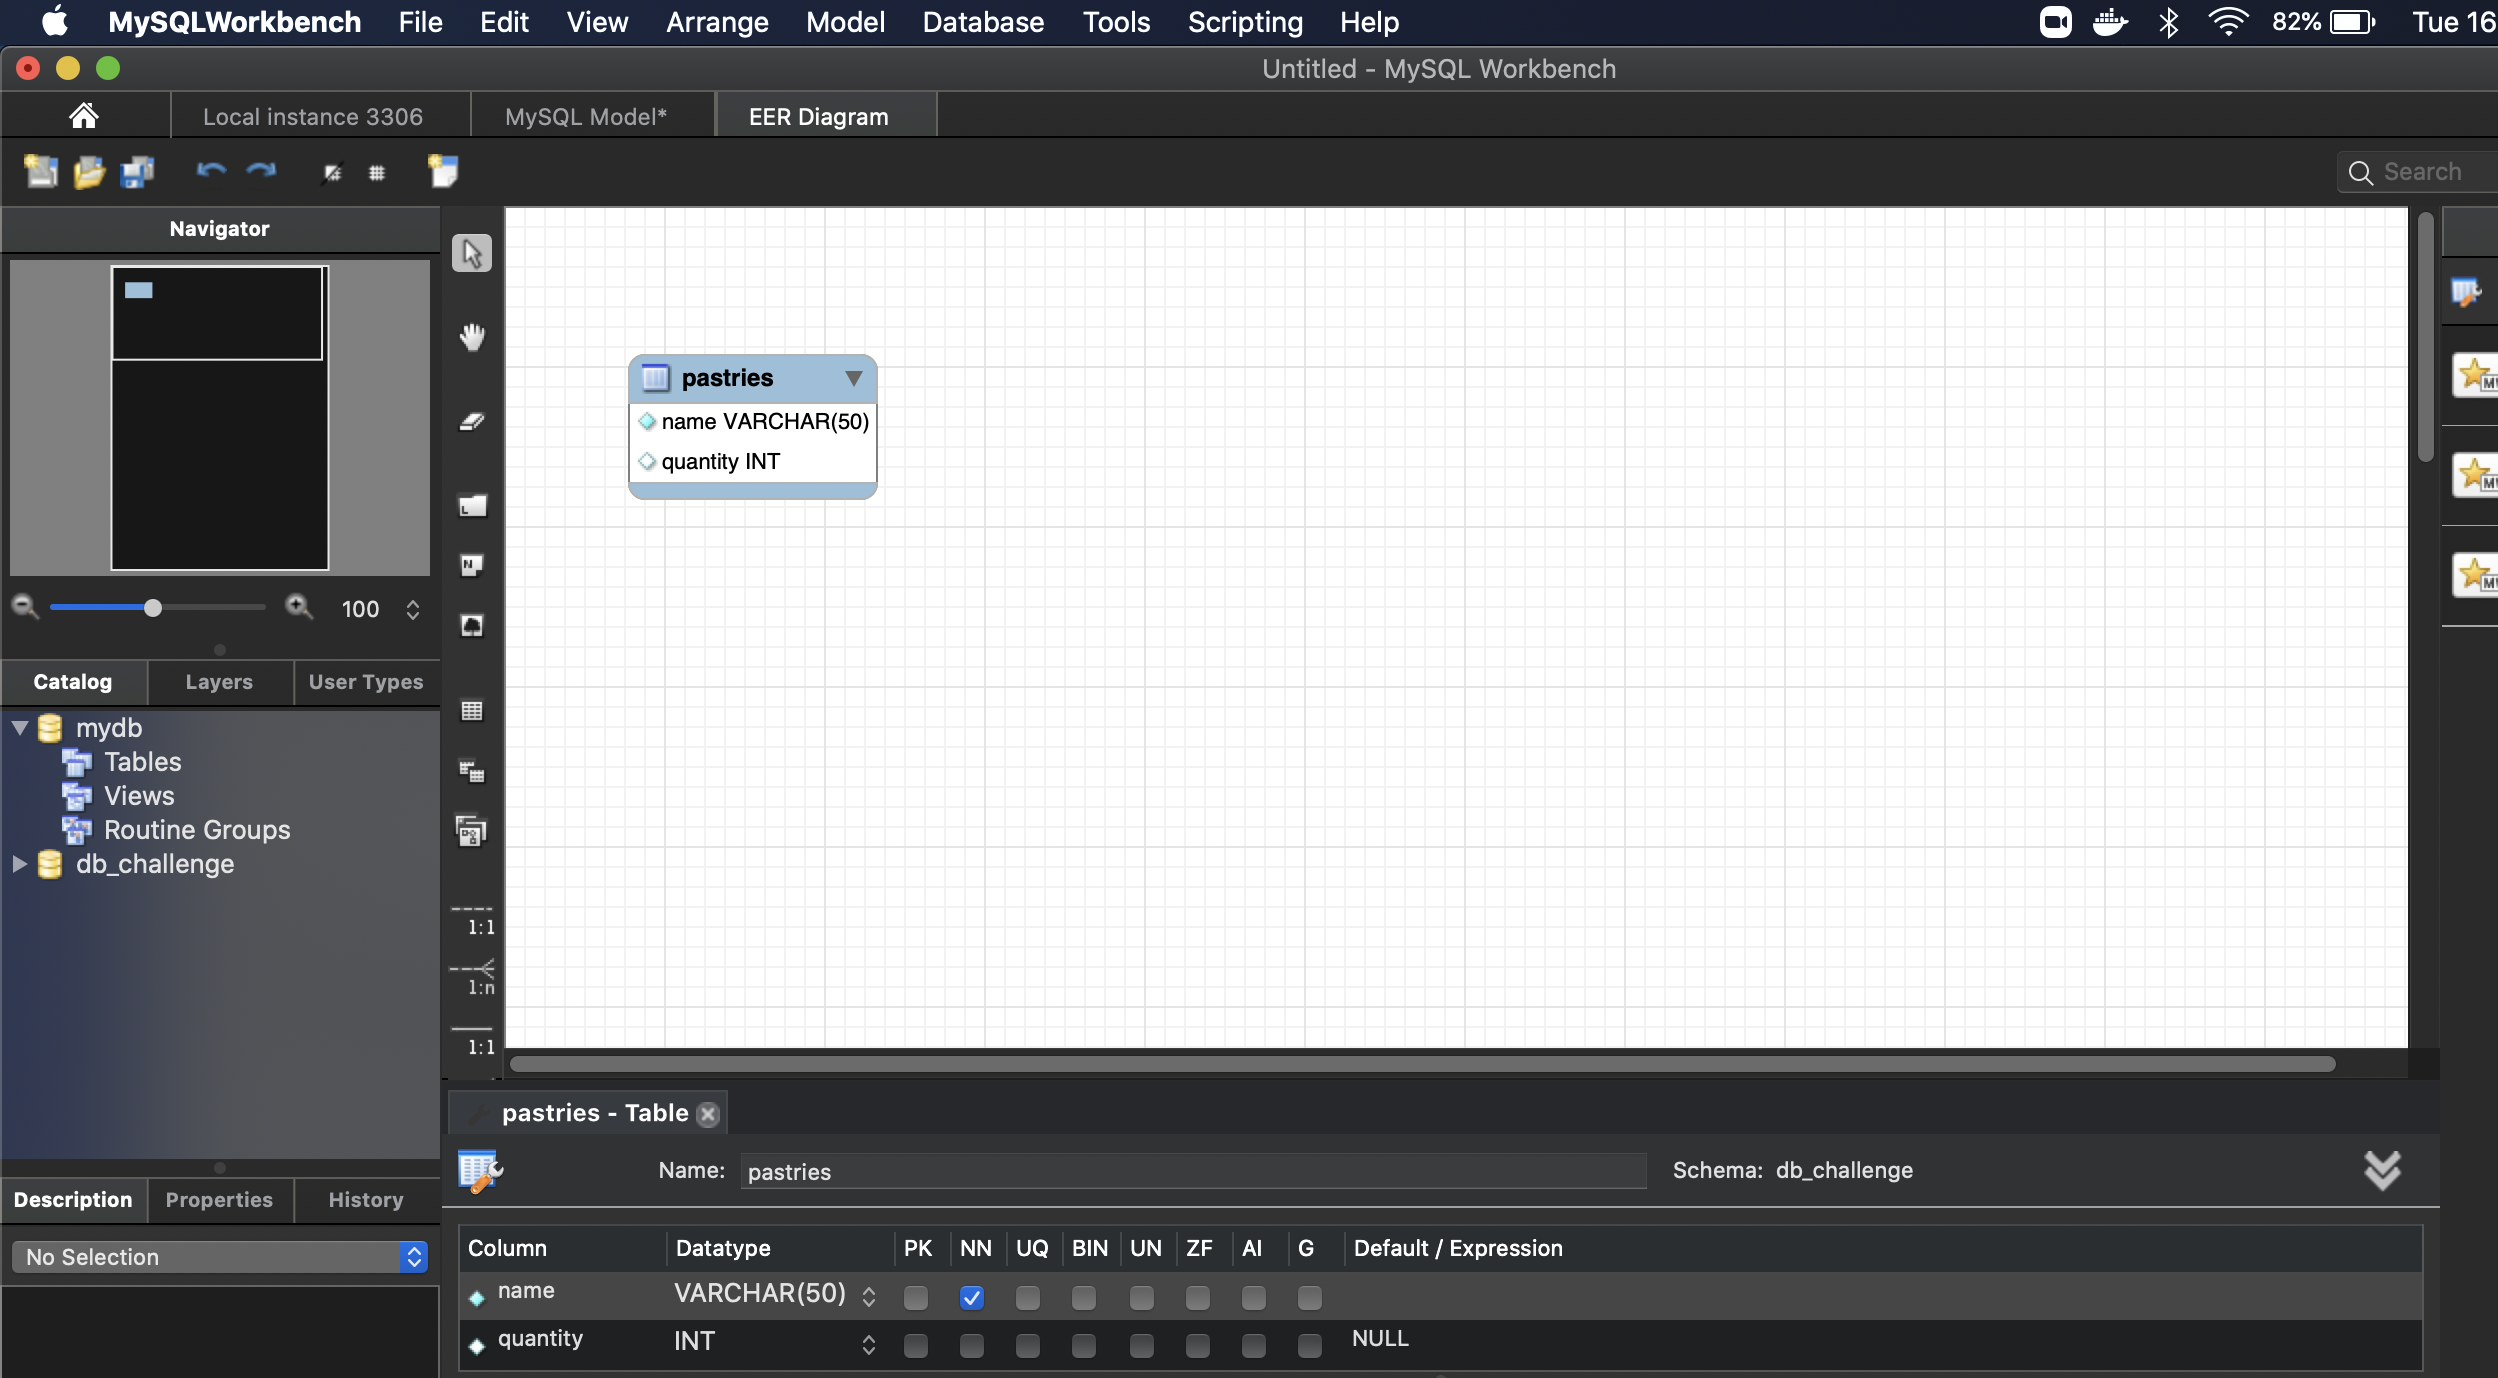 MySQLWorkbench File Edit View Arrange Model Database Tools Scripting Help 82% Tue 16
Untitled - MySQL Workbench
Local instance 3306 MySQL Model* EER Diagram
Search
Navigator
pastries
name VARCHAR(50)
quantity INT
100
Catalog Layers User Types
mydb
Tables
Views
Routine Groups
db_challenge
L
N
1:1
1:n
1:1
pastries - Table
Name: pastries Schema: db_challenge
Description Properties History
No Selection
Column Datatype PK NN UQ BIN UN ZF AI G Default / Expression
name VARCHAR(50)
quantity INT NULL